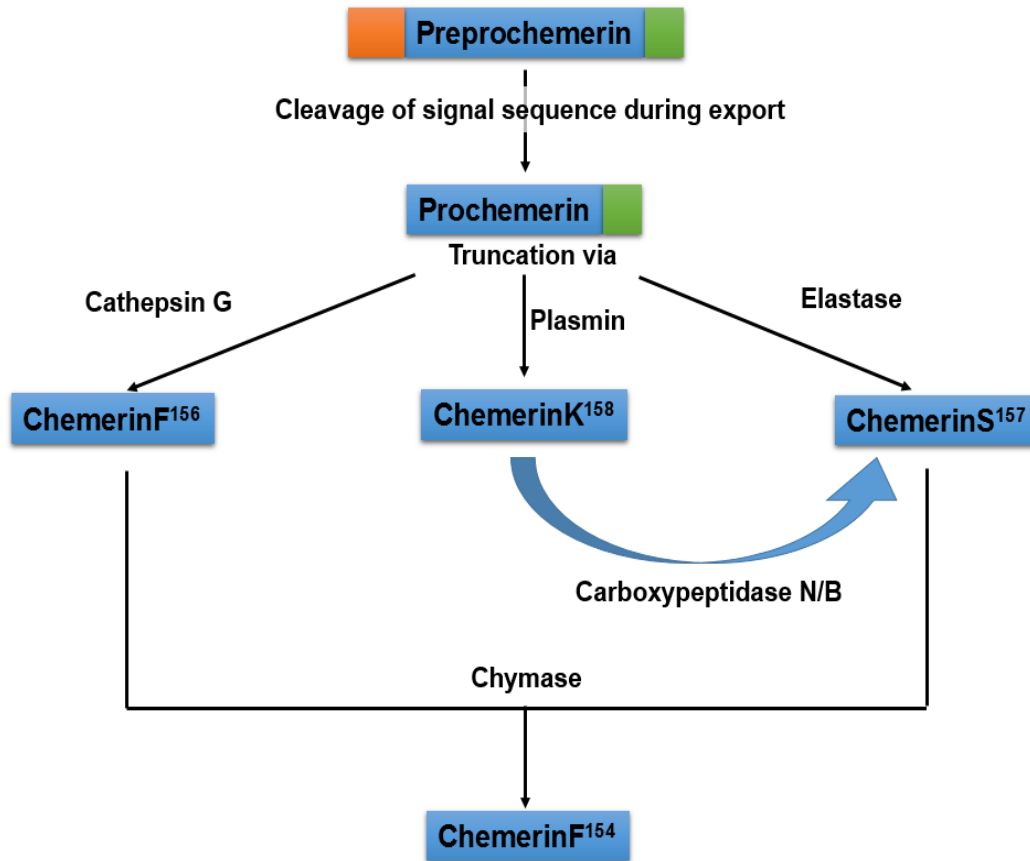 Preprochemerin
Cleavage of signal sequence during export
Prochemerin
Truncation via
Cathepsin G
Plasmin
Elastase
ChemerinF¹⁵⁶
ChemerinK¹⁵⁸
ChemerinS¹⁵⁷
Carboxypeptidase N/B
Chymase
ChemerinF¹⁵⁴